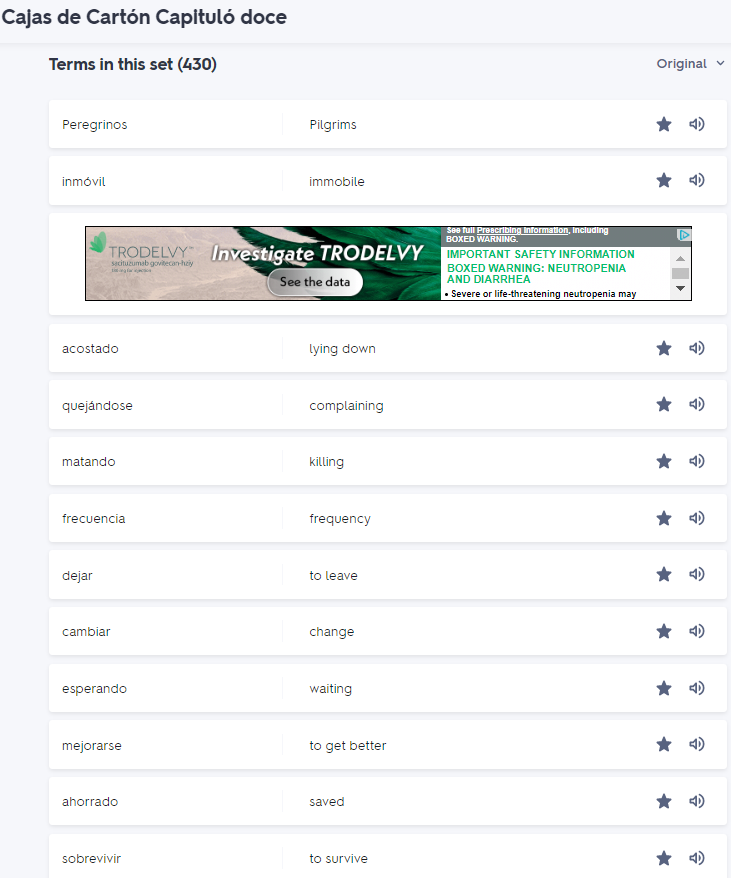 Cajas de Cartón Capituló doce
Terms in this set (430)
Original
Peregrinos
Pilgrims
inmóvil
immobile
TRODELVY™
sacituzumab govitecan-hziy
Investigate TRODELVY
See the data
See full Prescribing Information, including
BOXED WARNING.
IMPORTANT SAFETY INFORMATION
BOXED WARNING: NEUTROPENIA
AND DIARRHEA
• Severe or life-threatening neutropenia may
acostado
lying down
quejándose
complaining
matando
killing
frecuencia
frequency
dejar
to leave
cambiar
change
esperando
waiting
mejorarse
to get better
ahorrado
saved
sobrevivir
to survive